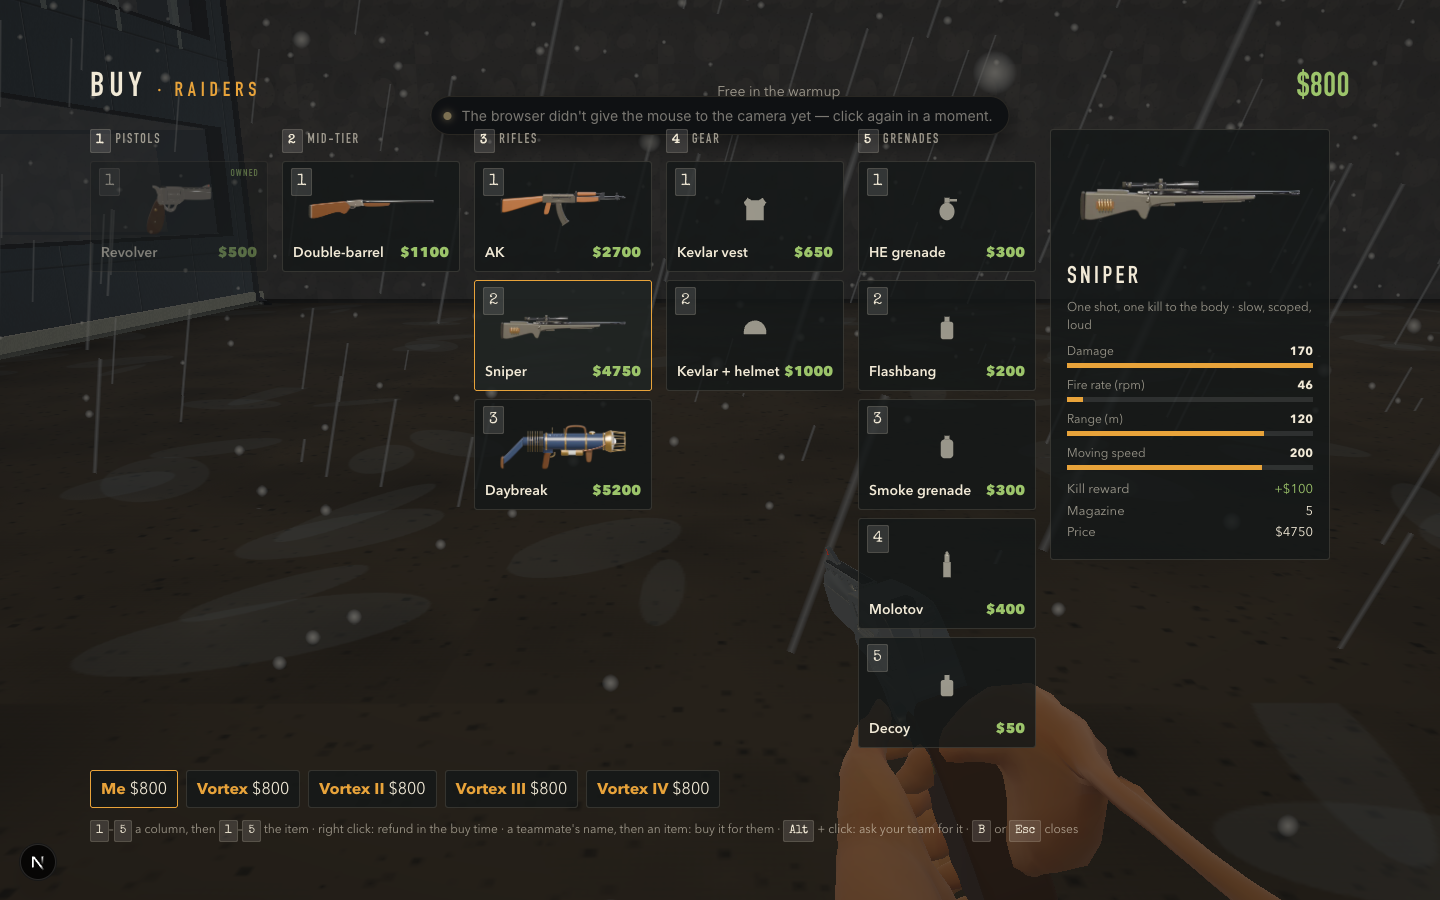 BUY · RAIDERS
$800
Free in the warmup
The browser didn't give the mouse to the camera yet — click again in a moment.
1 PISTOLS
2 MID-TIER
3 RIFLES
4 GEAR
5 GRENADES
1 OWNED
Revolver $500
1
Double-barrel $1100
1
AK $2700
1
Kevlar vest $650
1
HE grenade $300
2
Sniper $4750
2
Kevlar + helmet $1000
2
Flashbang $200
3
Daybreak $5200
3
Smoke grenade $300
4
Molotov $400
5
Decoy $50
SNIPER
One shot, one kill to the body · slow, scoped,
loud
Damage 170
Fire rate (rpm) 46
Range (m) 120
Moving speed 200
Kill reward +$100
Magazine 5
Price $4750
Me $800
Vortex $800
Vortex II $800
Vortex III $800
Vortex IV $800
1-5 a column, then 1-5 the item · right click: refund in the buy time · a teammate's name, then an item: buy it for them · Alt + click: ask your team for it · B or Esc closes
N